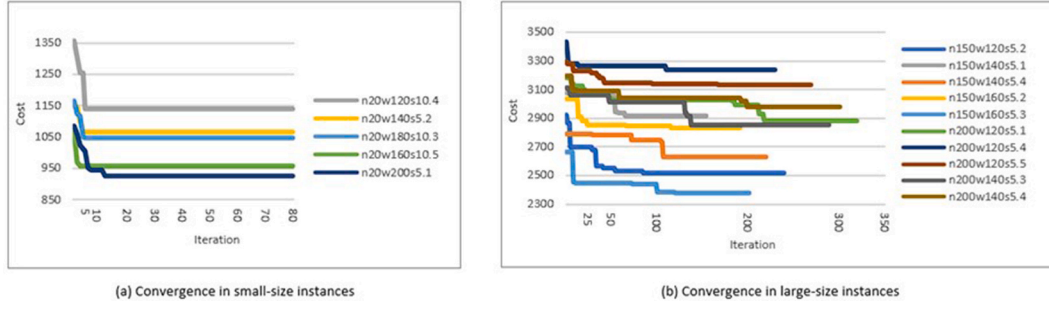 1350
1250
1150
1050
950
850
Cost
5
10
20
30
40
50
60
70
80
Iteration
n20w120s10.4
n20w140s5.2
n20w180s10.3
n20w160s10.5
n20w200s5.1
(a) Convergence in small-size instances
3500
3300
3100
2900
2700
2500
2300
Cost
25
50
100
200
300
350
Iteration
n150w120s5.2
n150w140s5.1
n150w140s5.4
n150w160s5.2
n150w160s5.3
n200w120s5.1
n200w120s5.4
n200w120s5.5
n200w140s5.3
n200w140s5.4
(b) Convergence in large-size instances